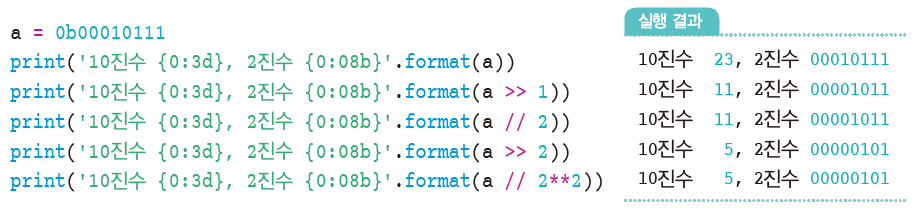 a = 0b00010111
print('10진수 {0:3d}, 2진수 {0:08b}'.format(a))
print('10진수 {0:3d}, 2진수 {0:08b}'.format(a >> 1))
print('10진수 {0:3d}, 2진수 {0:08b}'.format(a // 2))
print('10진수 {0:3d}, 2진수 {0:08b}'.format(a >> 2))
print('10진수 {0:3d}, 2진수 {0:08b}'.format(a // 2**2))
실행 결과
10진수  23, 2진수 00010111
10진수  11, 2진수 00001011
10진수  11, 2진수 00001011
10진수   5, 2진수 00000101
10진수   5, 2진수 00000101